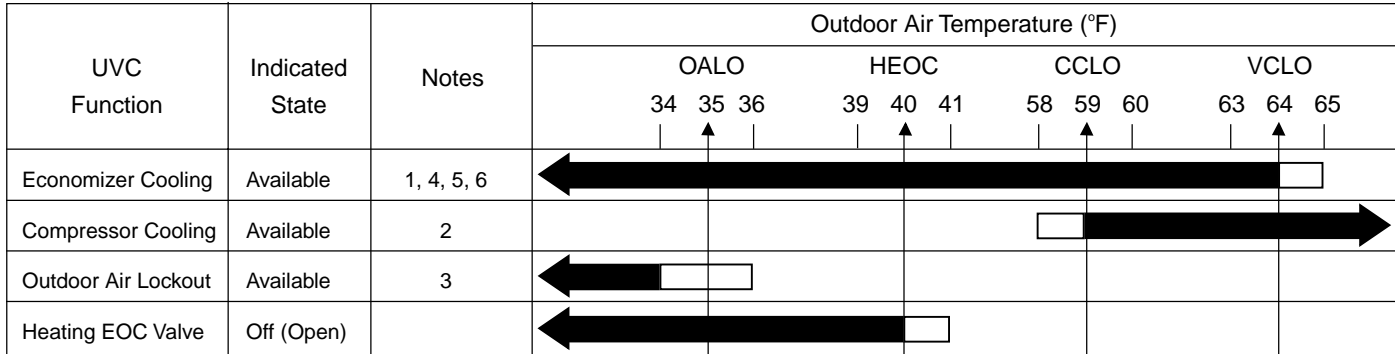 Outdoor Air Temperature (°F)
UVC Function
Indicated State
Notes
OALO HEOC CCLO VCLO
34 35 36 39 40 41 58 59 60 63 64 65
Economizer Cooling Available 1, 4, 5, 6
Compressor Cooling Available 2
Outdoor Air Lockout Available 3
Heating EOC Valve Off (Open)